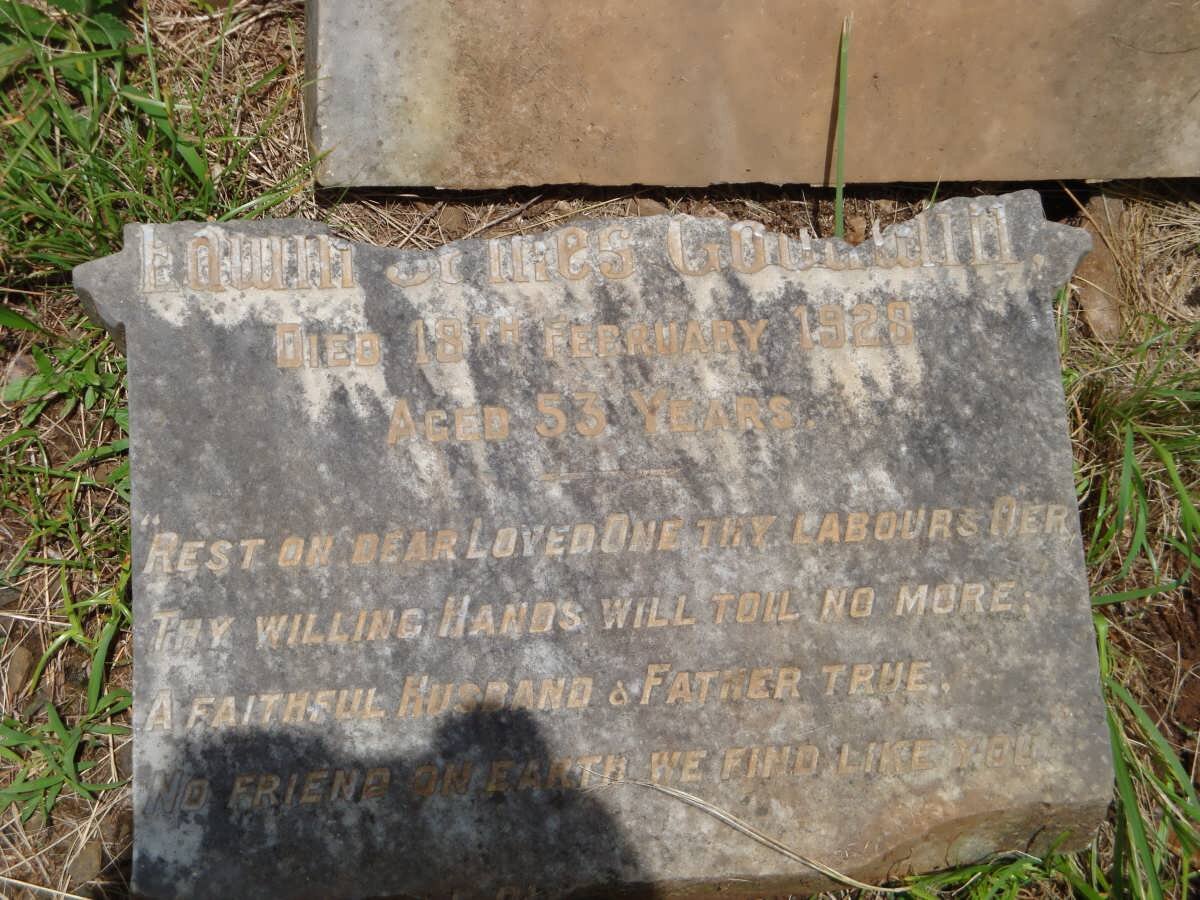 Edwin James Goodwin.
DIED 18TH FEBRUARY 1928
AGED 53 YEARS.
"REST ON DEAR LOVED ONE THY LABOURS OER,
THY WILLING HANDS WILL TOIL NO MORE;
A FAITHFUL HUSBAND & FATHER TRUE,
NO FRIEND ON EARTH WE FIND LIKE YOU